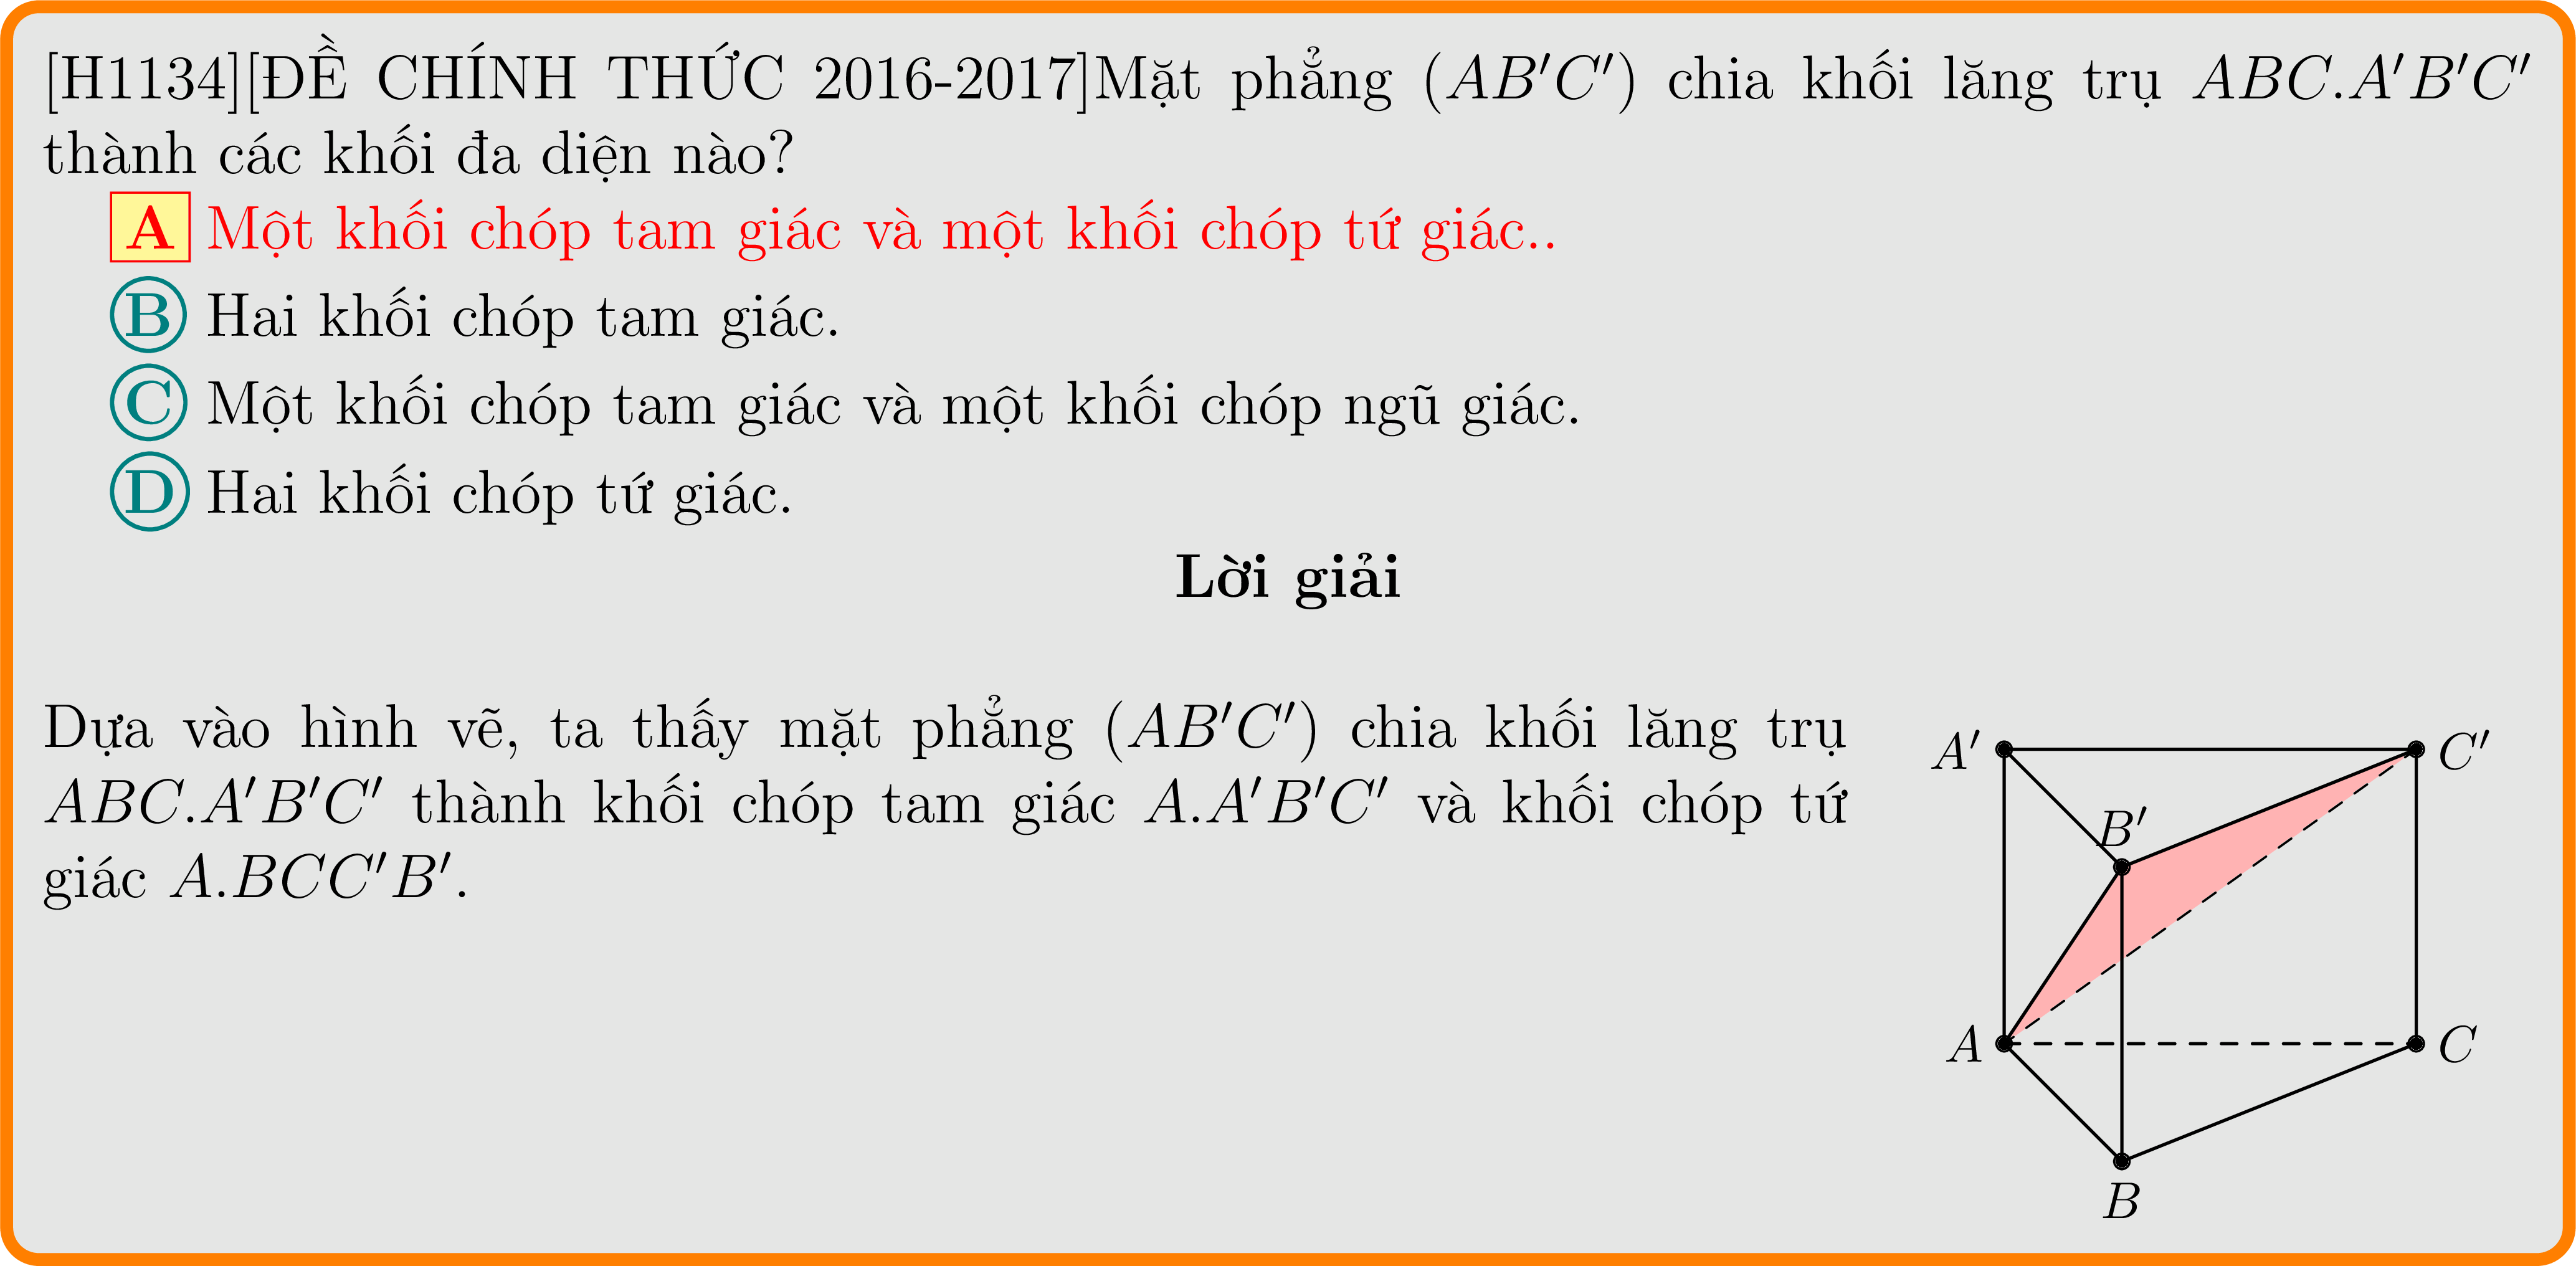 [H1134][ĐỀ CHÍNH THỨC 2016-2017]Mặt phẳng (AB′C′) chia khối lăng trụ ABC.A′B′C′
thành các khối đa diện nào?
A Một khối chóp tam giác và một khối chóp tứ giác..
B Hai khối chóp tam giác.
C Một khối chóp tam giác và một khối chóp ngũ giác.
D Hai khối chóp tứ giác.
Lời giải
Dựa vào hình vẽ, ta thấy mặt phẳng (AB′C′) chia khối lăng trụ
ABC.A′B′C′ thành khối chóp tam giác A.A′B′C′ và khối chóp tứ
giác A.BCC′B′.
A′
C′
B′
A
C
B